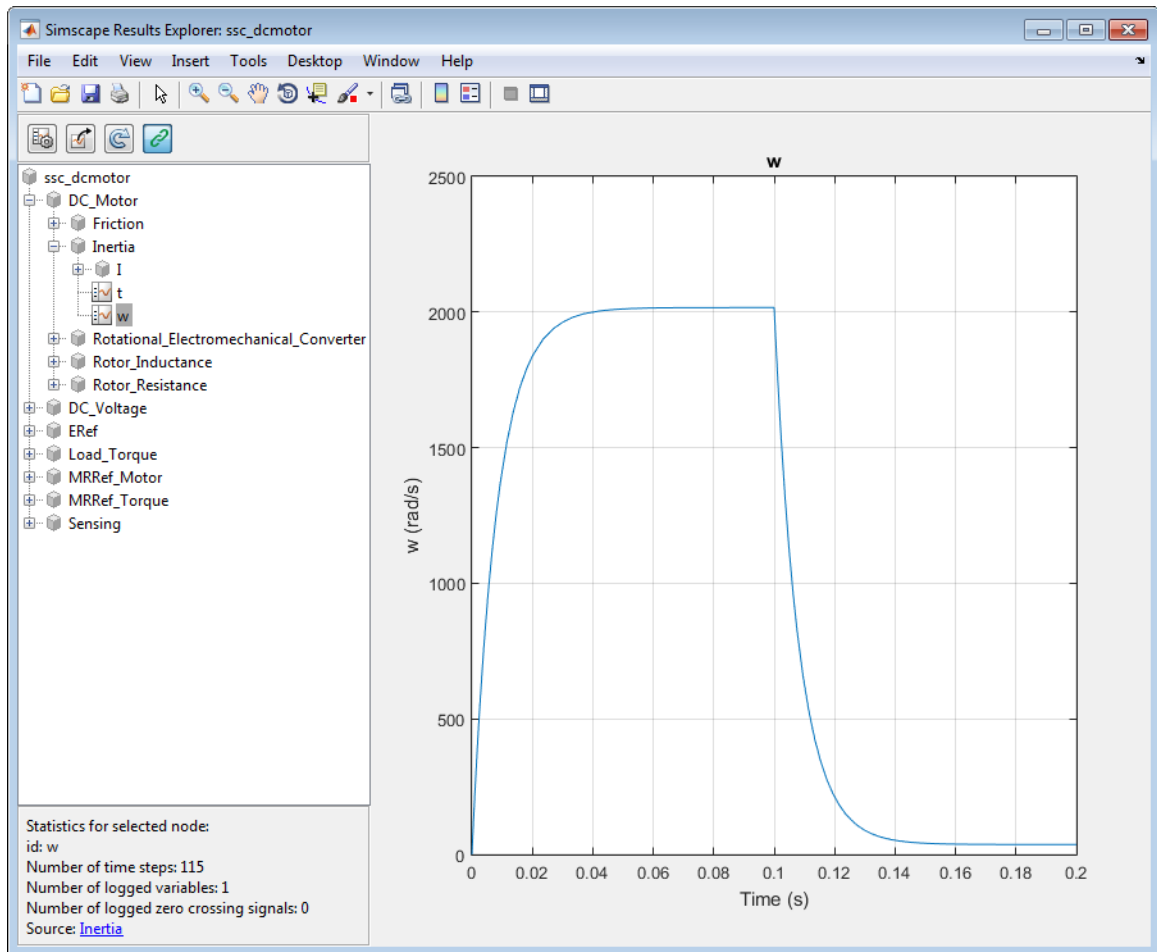 Simscape Results Explorer: ssc_dcmotor
File Edit View Insert Tools Desktop Window Help
ssc_dcmotor
DC_Motor
Friction
Inertia
I
t
w
Rotational_Electromechanical_Converter
Rotor_Inductance
Rotor_Resistance
DC_Voltage
ERef
Load_Torque
MRRef_Motor
MRRef_Torque
Sensing
Statistics for selected node:
id: w
Number of time steps: 115
Number of logged variables: 1
Number of logged zero crossing signals: 0
Source: Inertia
w
2500
2000
1500
1000
500
0
w (rad/s)
0 0.02 0.04 0.06 0.08 0.1 0.12 0.14 0.16 0.18 0.2
Time (s)